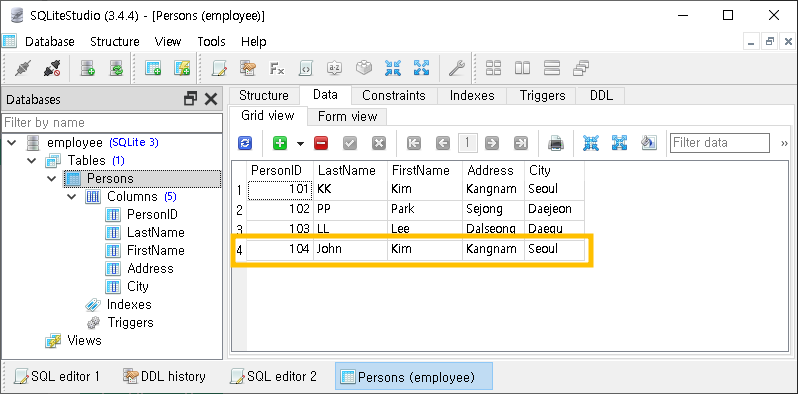 SQLiteStudio (3.4.4) - [Persons (employee)]
Database Structure View Tools Help
Databases
Filter by name
employee (SQLite 3)
Tables (1)
Persons
Columns (5)
PersonID
LastName
FirstName
Address
City
Indexes
Triggers
Views
Structure Data Constraints Indexes Triggers DDL
Grid view Form view
1 Filter data »
PersonID LastName FirstName Address City
1 101 KK Kim Kangnam Seoul
2 102 PP Park Sejong Daejeon
3 103 LL Lee Dalseong Daegu
4 104 John Kim Kangnam Seoul
SQL editor 1 DDL history SQL editor 2 Persons (employee)